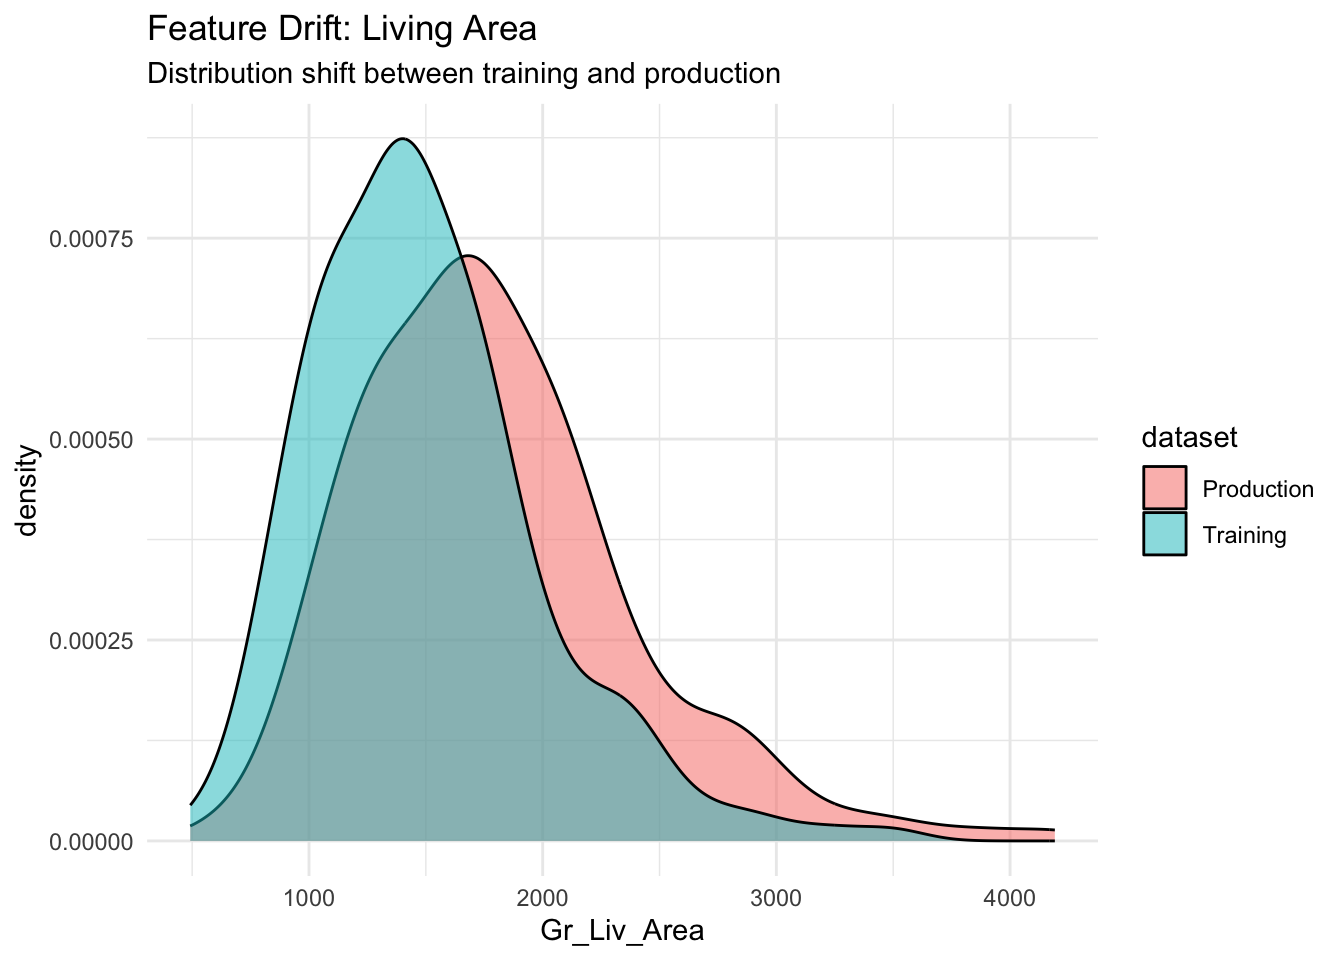 Feature Drift: Living Area
Distribution shift between training and production
density
0.00075
0.00050
0.00025
0.00000
1000 2000 3000 4000
Gr_Liv_Area
dataset
Production
Training